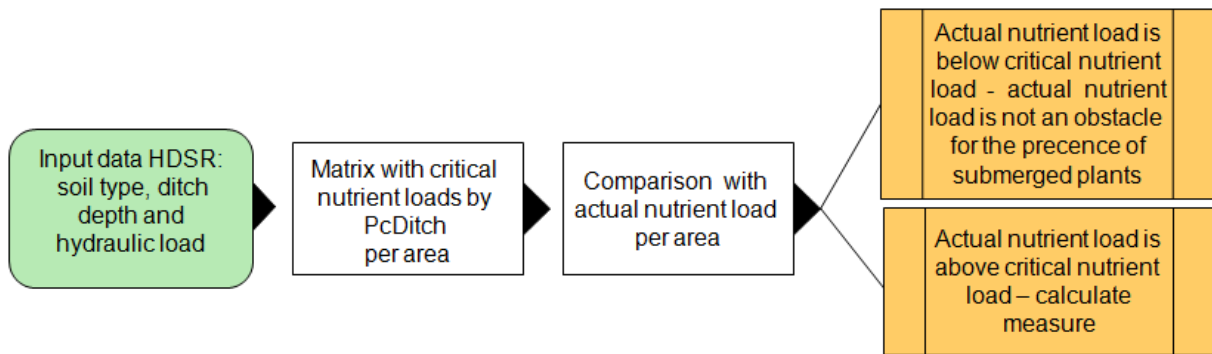 Input data HDSR:
soil type, ditch
depth and
hydraulic load
Matrix with critical
nutrient loads by
PcDitch
per area
Comparison with
actual nutrient load
per area
Actual nutrient load is
below critical nutrient
load - actual nutrient
load is not an obstacle
for the precence of
submerged plants
Actual nutrient load is
above critical nutrient
load – calculate
measure